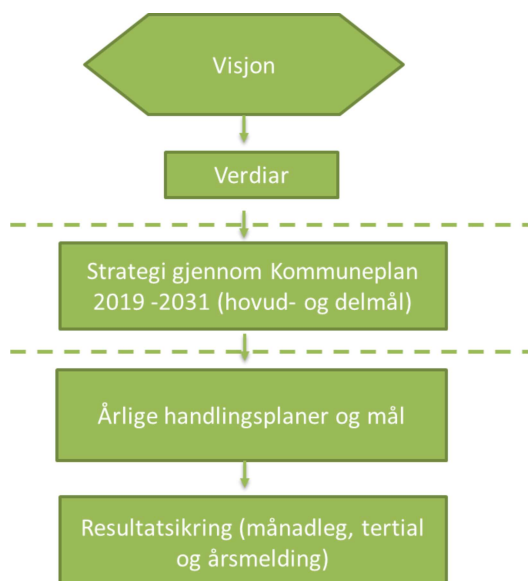 Visjon
Verdiar
Strategi gjennom Kommuneplan
2019 -2031 (hovud- og delmål)
Årlige handlingsplaner og mål
Resultatsikring (månadleg, tertial
og årsmelding)